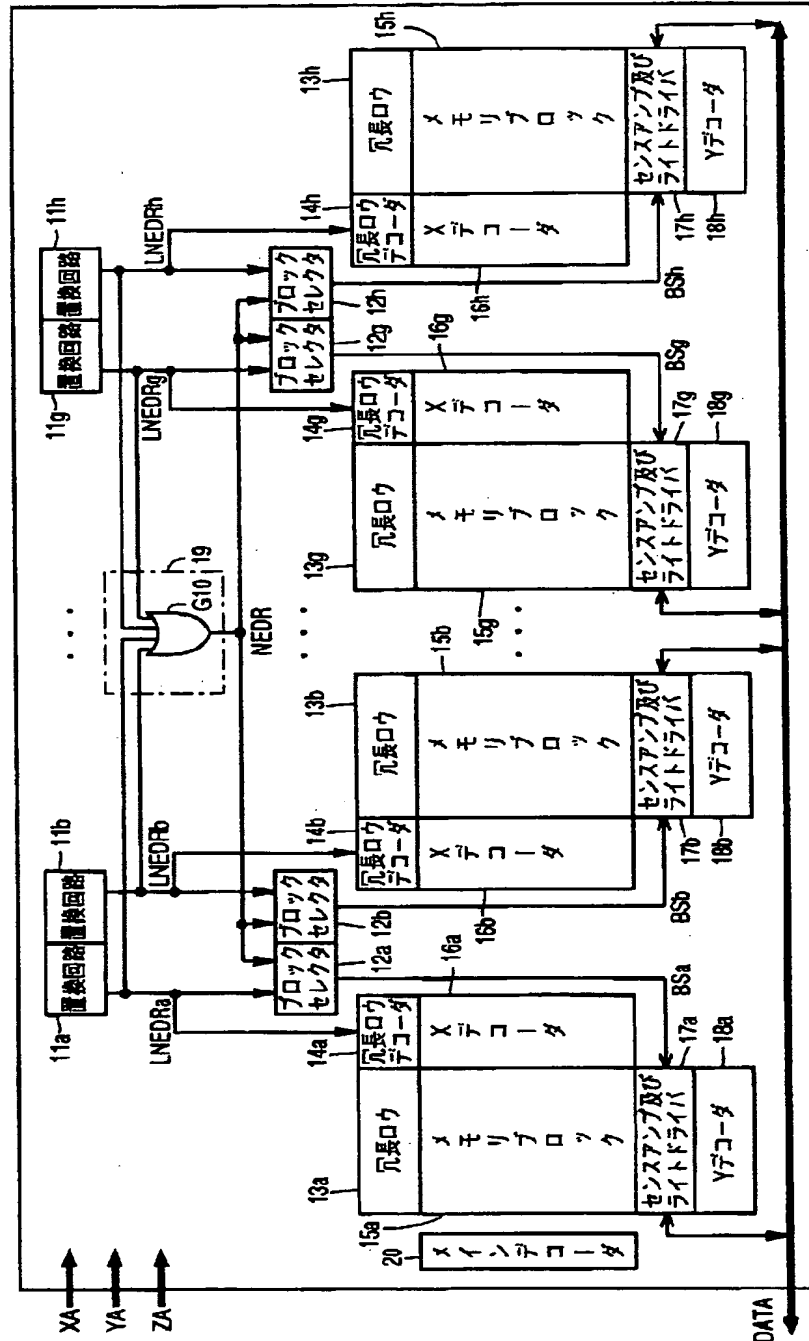 XA
YA
ZA
DATA
11a
置換回路
置換回路
11b
11g
置換回路
置換回路
11h
・・・
LNEDRa
LNEDRb
LNEDRg
LNEDRh
19
G10
NEDR
・・・
ブロック
セレクタ
12a
ブロック
セレクタ
12b
ブロック
セレクタ
12g
ブロック
セレクタ
12h
20
メインデコーダ
13a
冗長ロウ
14a
冗長ロウ
デコーダ
15a
メモリブロック
16a
Xデコーダ
BSa
センスアンプ及び
ライトドライバ
17a
Yデコーダ
18a
14b
冗長ロウ
デコーダ
13b
冗長ロウ
16b
Xデコーダ
15b
メモリブロック
BSb
センスアンプ及び
ライトドライバ
17b
Yデコーダ
18b
・・・
13g
冗長ロウ
14g
冗長ロウ
デコーダ
15g
メモリブロック
16g
Xデコーダ
BSg
センスアンプ及び
ライトドライバ
17g
Yデコーダ
18g
14h
冗長ロウ
デコーダ
13h
冗長ロウ
16h
Xデコーダ
15h
メモリブロック
BSh
センスアンプ及び
ライトドライバ
17h
Yデコーダ
18h